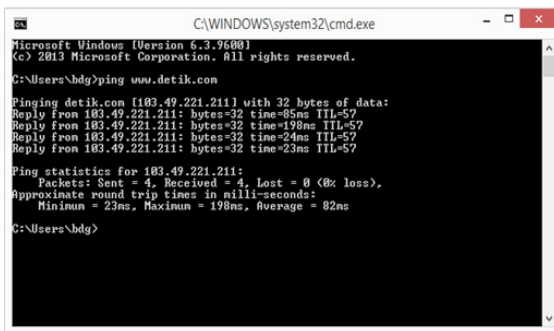 C:\WINDOWS\system32\cmd.exe
Microsoft Windows [Version 6.3.9600]
(c) 2013 Microsoft Corporation. All rights reserved.
C:\Users\bdg>ping www.detik.com
Pinging detik.com [103.49.221.211] with 32 bytes of data:
Reply from 103.49.221.211: bytes=32 time=85ms TTL=57
Reply from 103.49.221.211: bytes=32 time=198ms TTL=57
Reply from 103.49.221.211: bytes=32 time=24ms TTL=57
Reply from 103.49.221.211: bytes=32 time=23ms TTL=57
Ping statistics for 103.49.221.211:
Packets: Sent = 4, Received = 4, Lost = 0 (0% loss),
Approximate round trip times in milli-seconds:
Minimum = 23ms, Maximum = 198ms, Average = 82ms
C:\Users\bdg>